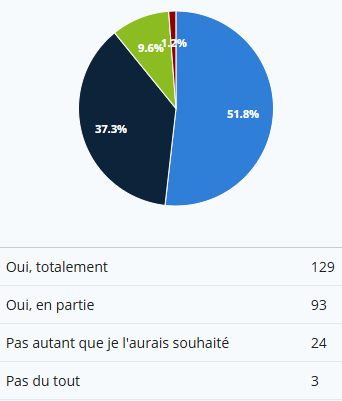 9.6%
1.2%
51.8%
37.3%
Oui, totalement 129
Oui, en partie 93
Pas autant que je l'aurais souhaité 24
Pas du tout 3